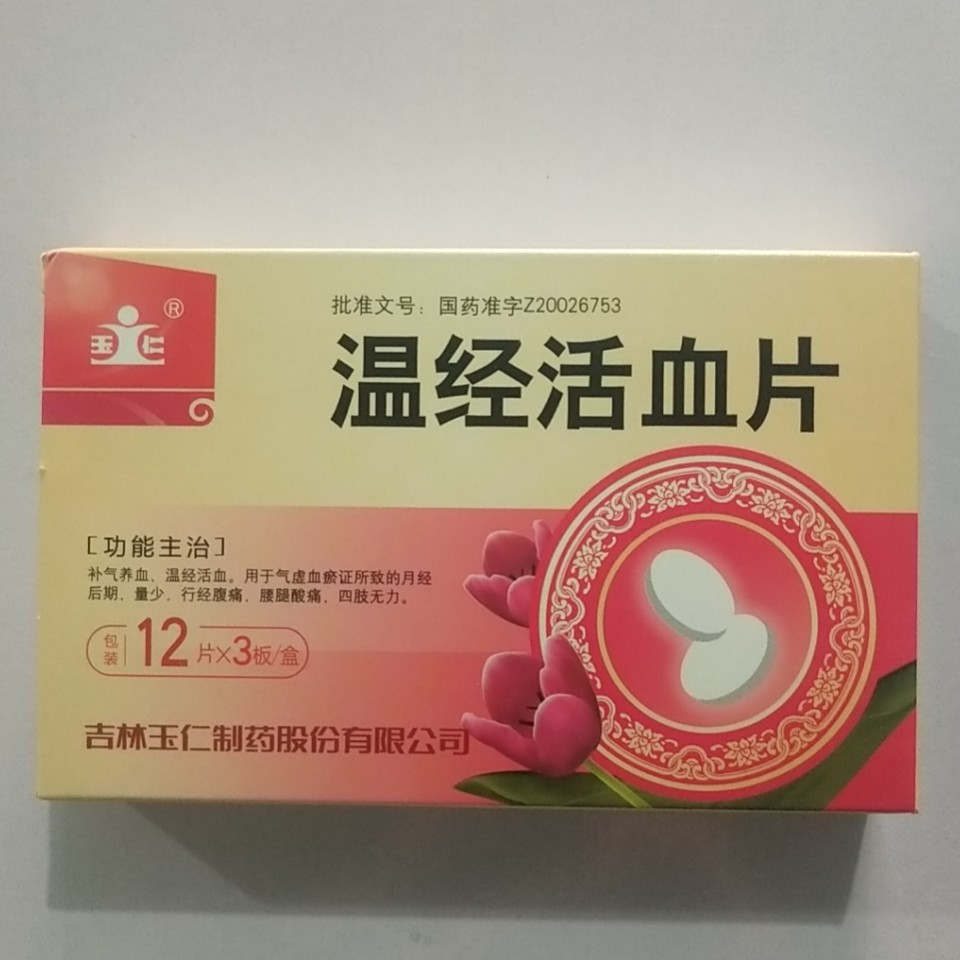 玉仁®
批准文号：国药准字Z20026753
温经活血片
［功能主治］
补气养血、温经活血。用于气虚血瘀证所致的月经
后期，量少，行经腹痛，腰腿酸痛，四肢无力。
包装 12片×3板/盒
吉林玉仁制药股份有限公司